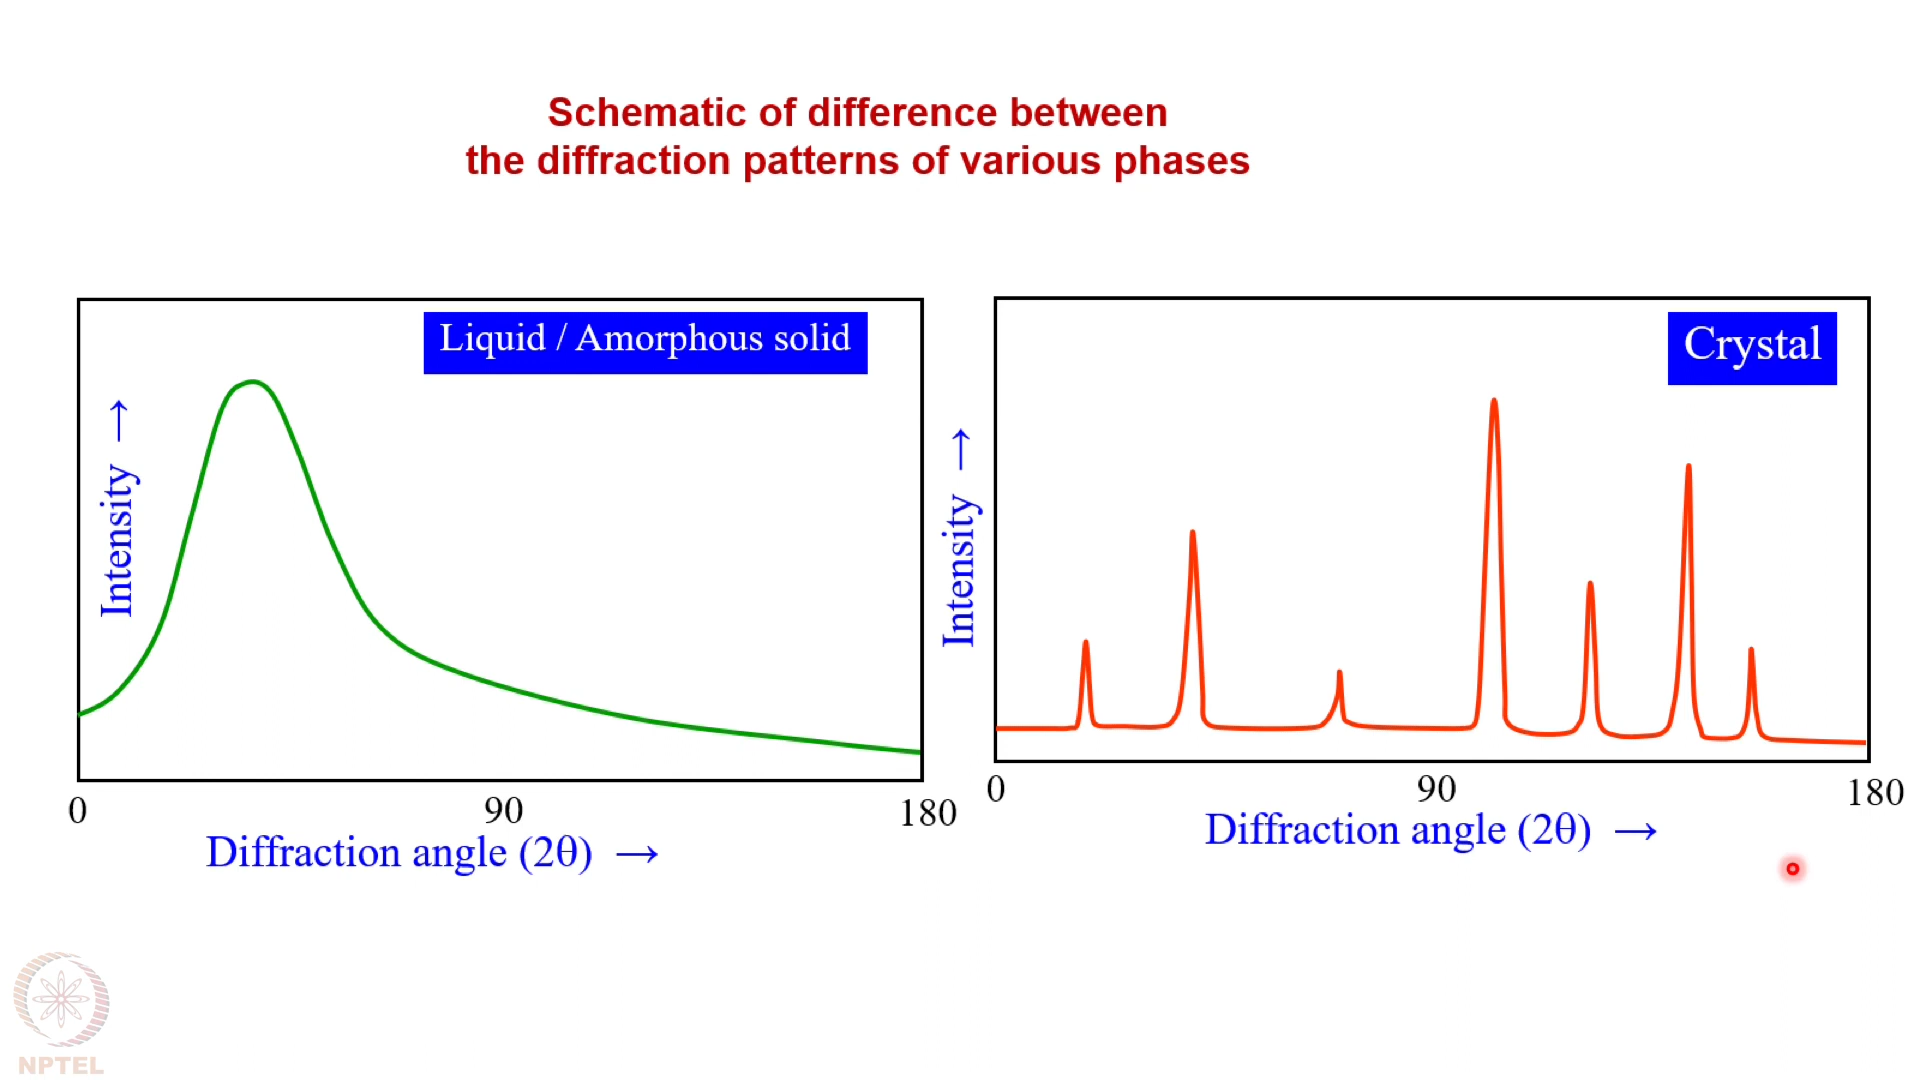 Schematic of difference between
the diffraction patterns of various phases
Liquid / Amorphous solid
Intensity →
0
90
180
Diffraction angle (2θ) →
Crystal
Intensity →
0
90
180
Diffraction angle (2θ) →
NPTEL